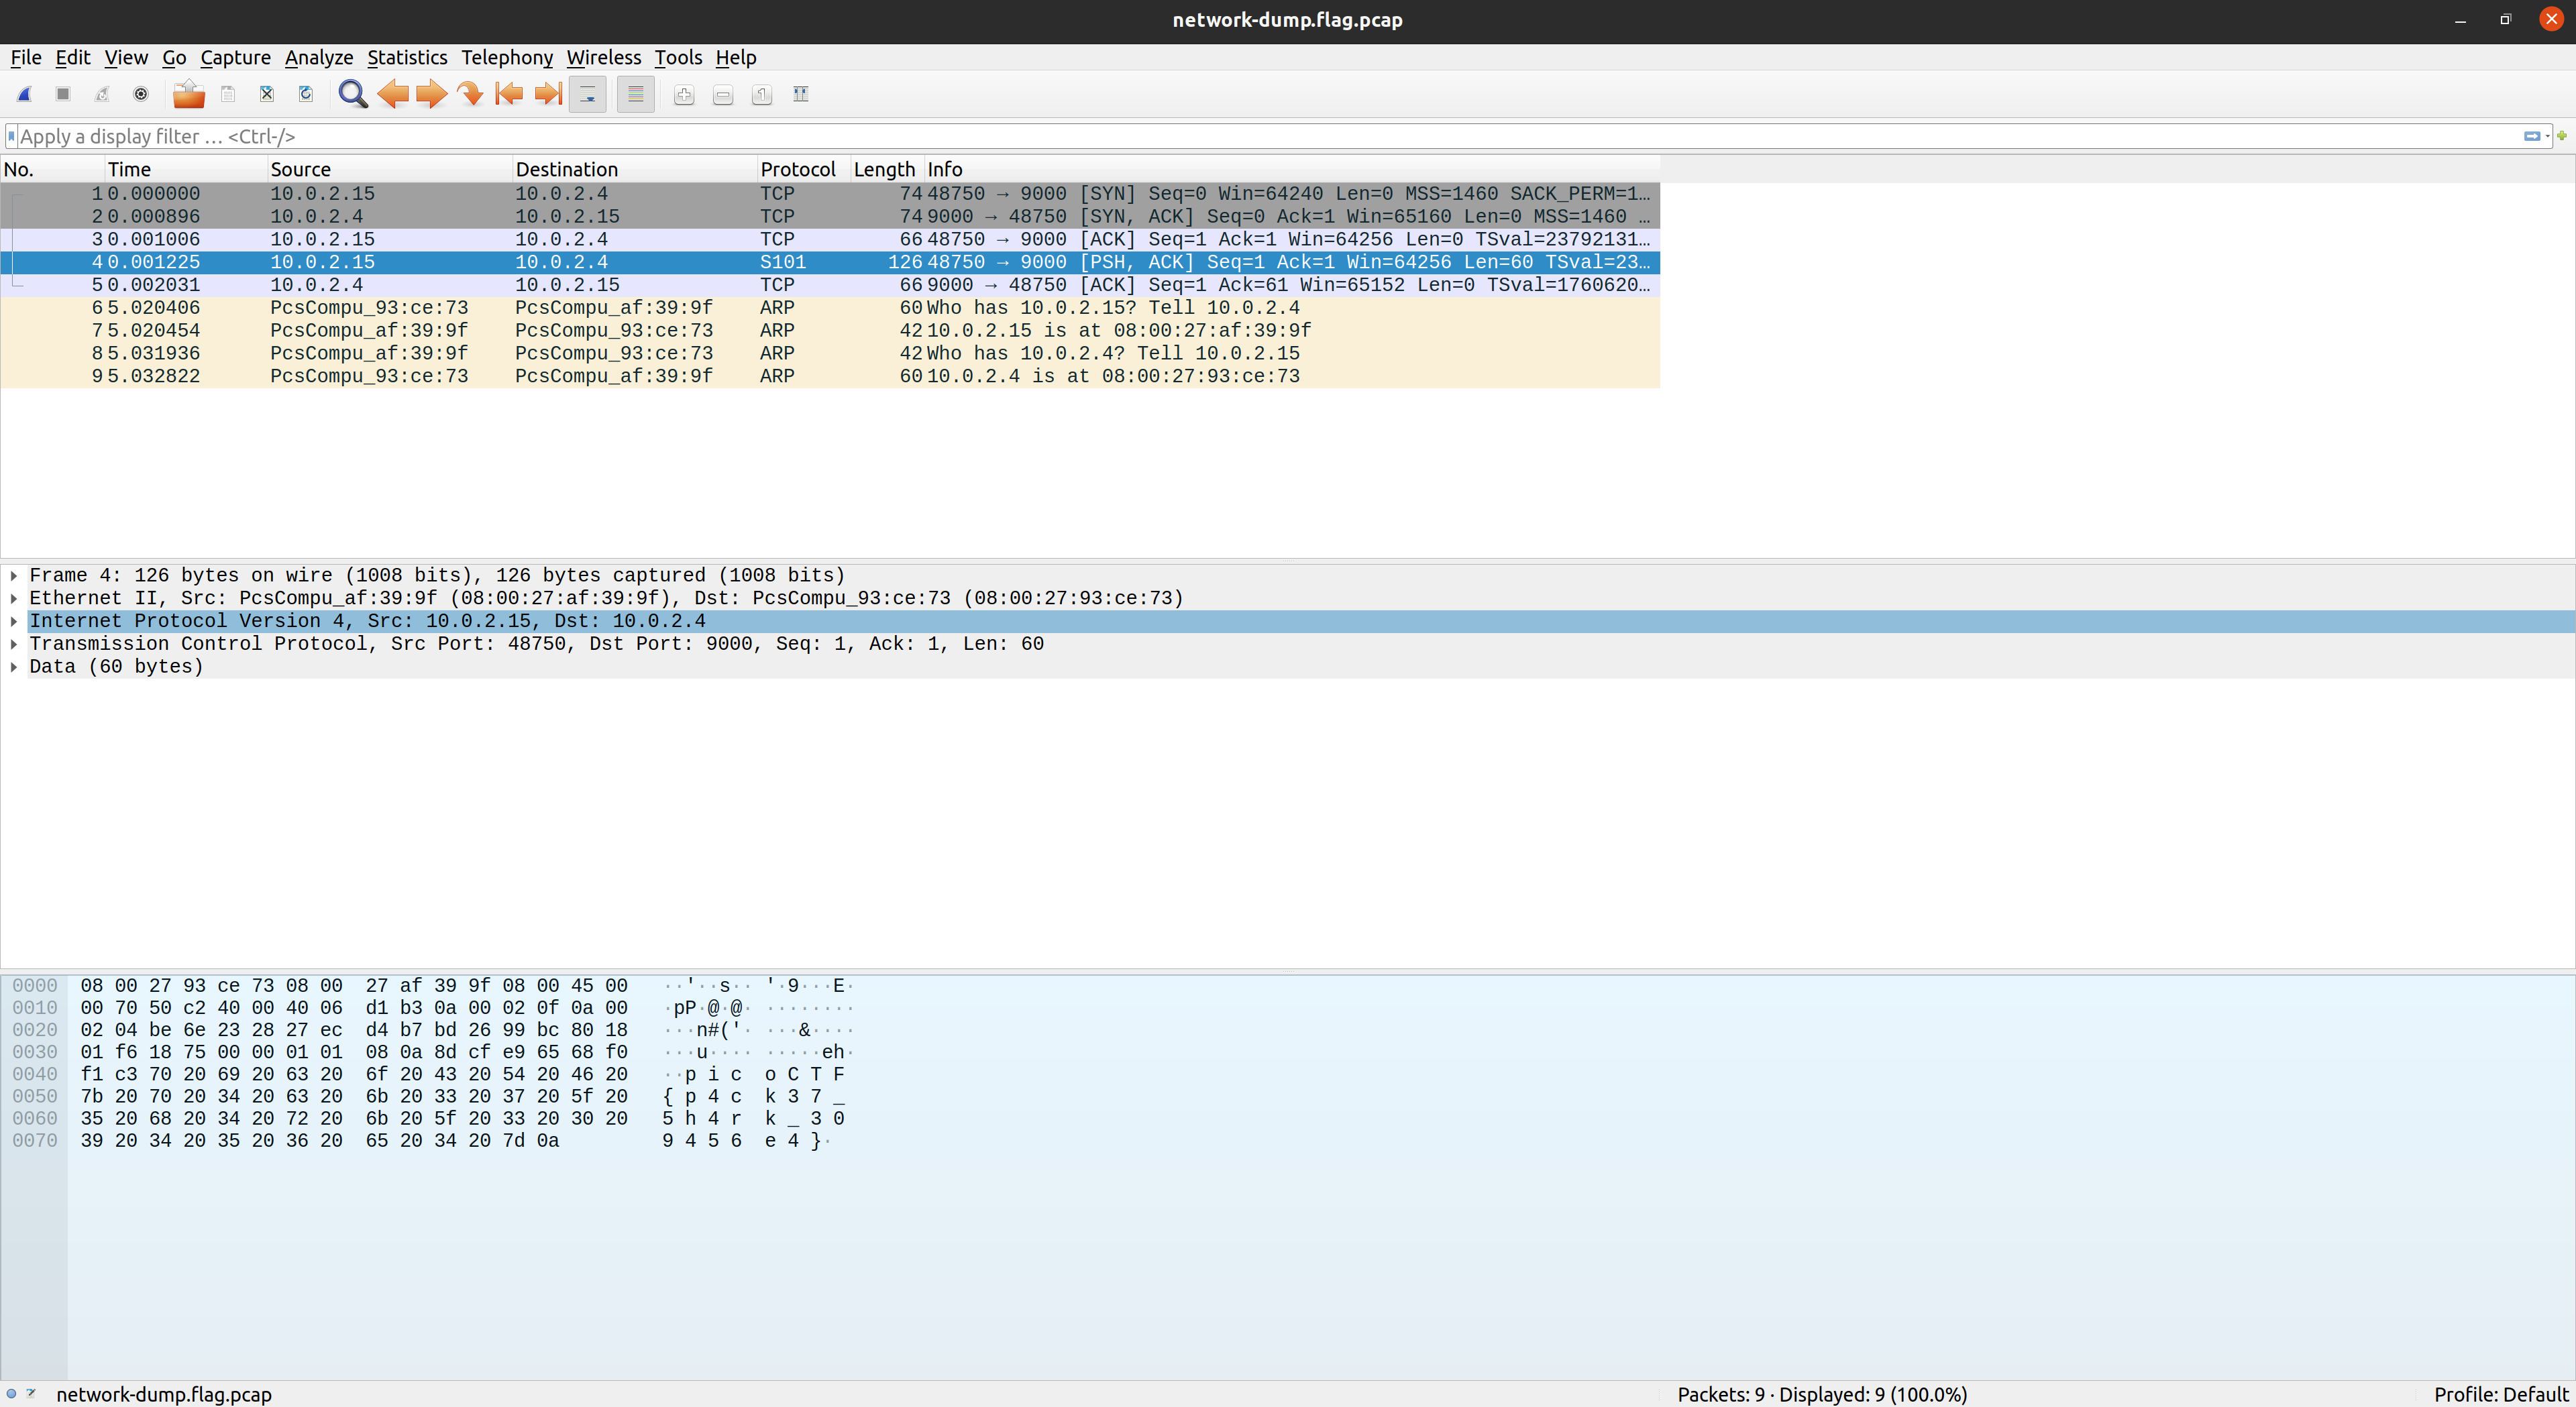 network-dump.flag.pcap
File Edit View Go Capture Analyze Statistics Telephony Wireless Tools Help
Apply a display filter … <Ctrl-/>
No. Time Source Destination Protocol Length Info
1 0.000000 10.0.2.15 10.0.2.4 TCP 74 48750 → 9000 [SYN] Seq=0 Win=64240 Len=0 MSS=1460 SACK_PERM=1…
2 0.000896 10.0.2.4 10.0.2.15 TCP 74 9000 → 48750 [SYN, ACK] Seq=0 Ack=1 Win=65160 Len=0 MSS=1460 …
3 0.001006 10.0.2.15 10.0.2.4 TCP 66 48750 → 9000 [ACK] Seq=1 Ack=1 Win=64256 Len=0 TSval=23792131…
4 0.001225 10.0.2.15 10.0.2.4 S101 126 48750 → 9000 [PSH, ACK] Seq=1 Ack=1 Win=64256 Len=60 TSval=23…
5 0.002031 10.0.2.4 10.0.2.15 TCP 66 9000 → 48750 [ACK] Seq=1 Ack=61 Win=65152 Len=0 TSval=1760620…
6 5.020406 PcsCompu_93:ce:73 PcsCompu_af:39:9f ARP 60 Who has 10.0.2.15? Tell 10.0.2.4
7 5.020454 PcsCompu_af:39:9f PcsCompu_93:ce:73 ARP 42 10.0.2.15 is at 08:00:27:af:39:9f
8 5.031936 PcsCompu_af:39:9f PcsCompu_93:ce:73 ARP 42 Who has 10.0.2.4? Tell 10.0.2.15
9 5.032822 PcsCompu_93:ce:73 PcsCompu_af:39:9f ARP 60 10.0.2.4 is at 08:00:27:93:ce:73
Frame 4: 126 bytes on wire (1008 bits), 126 bytes captured (1008 bits)
Ethernet II, Src: PcsCompu_af:39:9f (08:00:27:af:39:9f), Dst: PcsCompu_93:ce:73 (08:00:27:93:ce:73)
Internet Protocol Version 4, Src: 10.0.2.15, Dst: 10.0.2.4
Transmission Control Protocol, Src Port: 48750, Dst Port: 9000, Seq: 1, Ack: 1, Len: 60
Data (60 bytes)
0000 08 00 27 93 ce 73 08 00 27 af 39 9f 08 00 45 00 ··'··s·· '·9···E·
0010 00 70 50 c2 40 00 40 06 d1 b3 0a 00 02 0f 0a 00 ·pP·@·@· ········
0020 02 04 be 6e 23 28 27 ec d4 b7 bd 26 99 bc 80 18 ···n#('· ···&····
0030 01 f6 18 75 00 00 01 01 08 0a 8d cf e9 65 68 f0 ···u···· ·····eh·
0040 f1 c3 70 20 69 20 63 20 6f 20 43 20 54 20 46 20 ··p i c o C T F
0050 7b 20 70 20 34 20 63 20 6b 20 33 20 37 20 5f 20 { p 4 c k 3 7 _
0060 35 20 68 20 34 20 72 20 6b 20 5f 20 33 20 30 20 5 h 4 r k _ 3 0
0070 39 20 34 20 35 20 36 20 65 20 34 20 7d 0a 9 4 5 6 e 4 }·
network-dump.flag.pcap Packets: 9 · Displayed: 9 (100.0%) Profile: Default